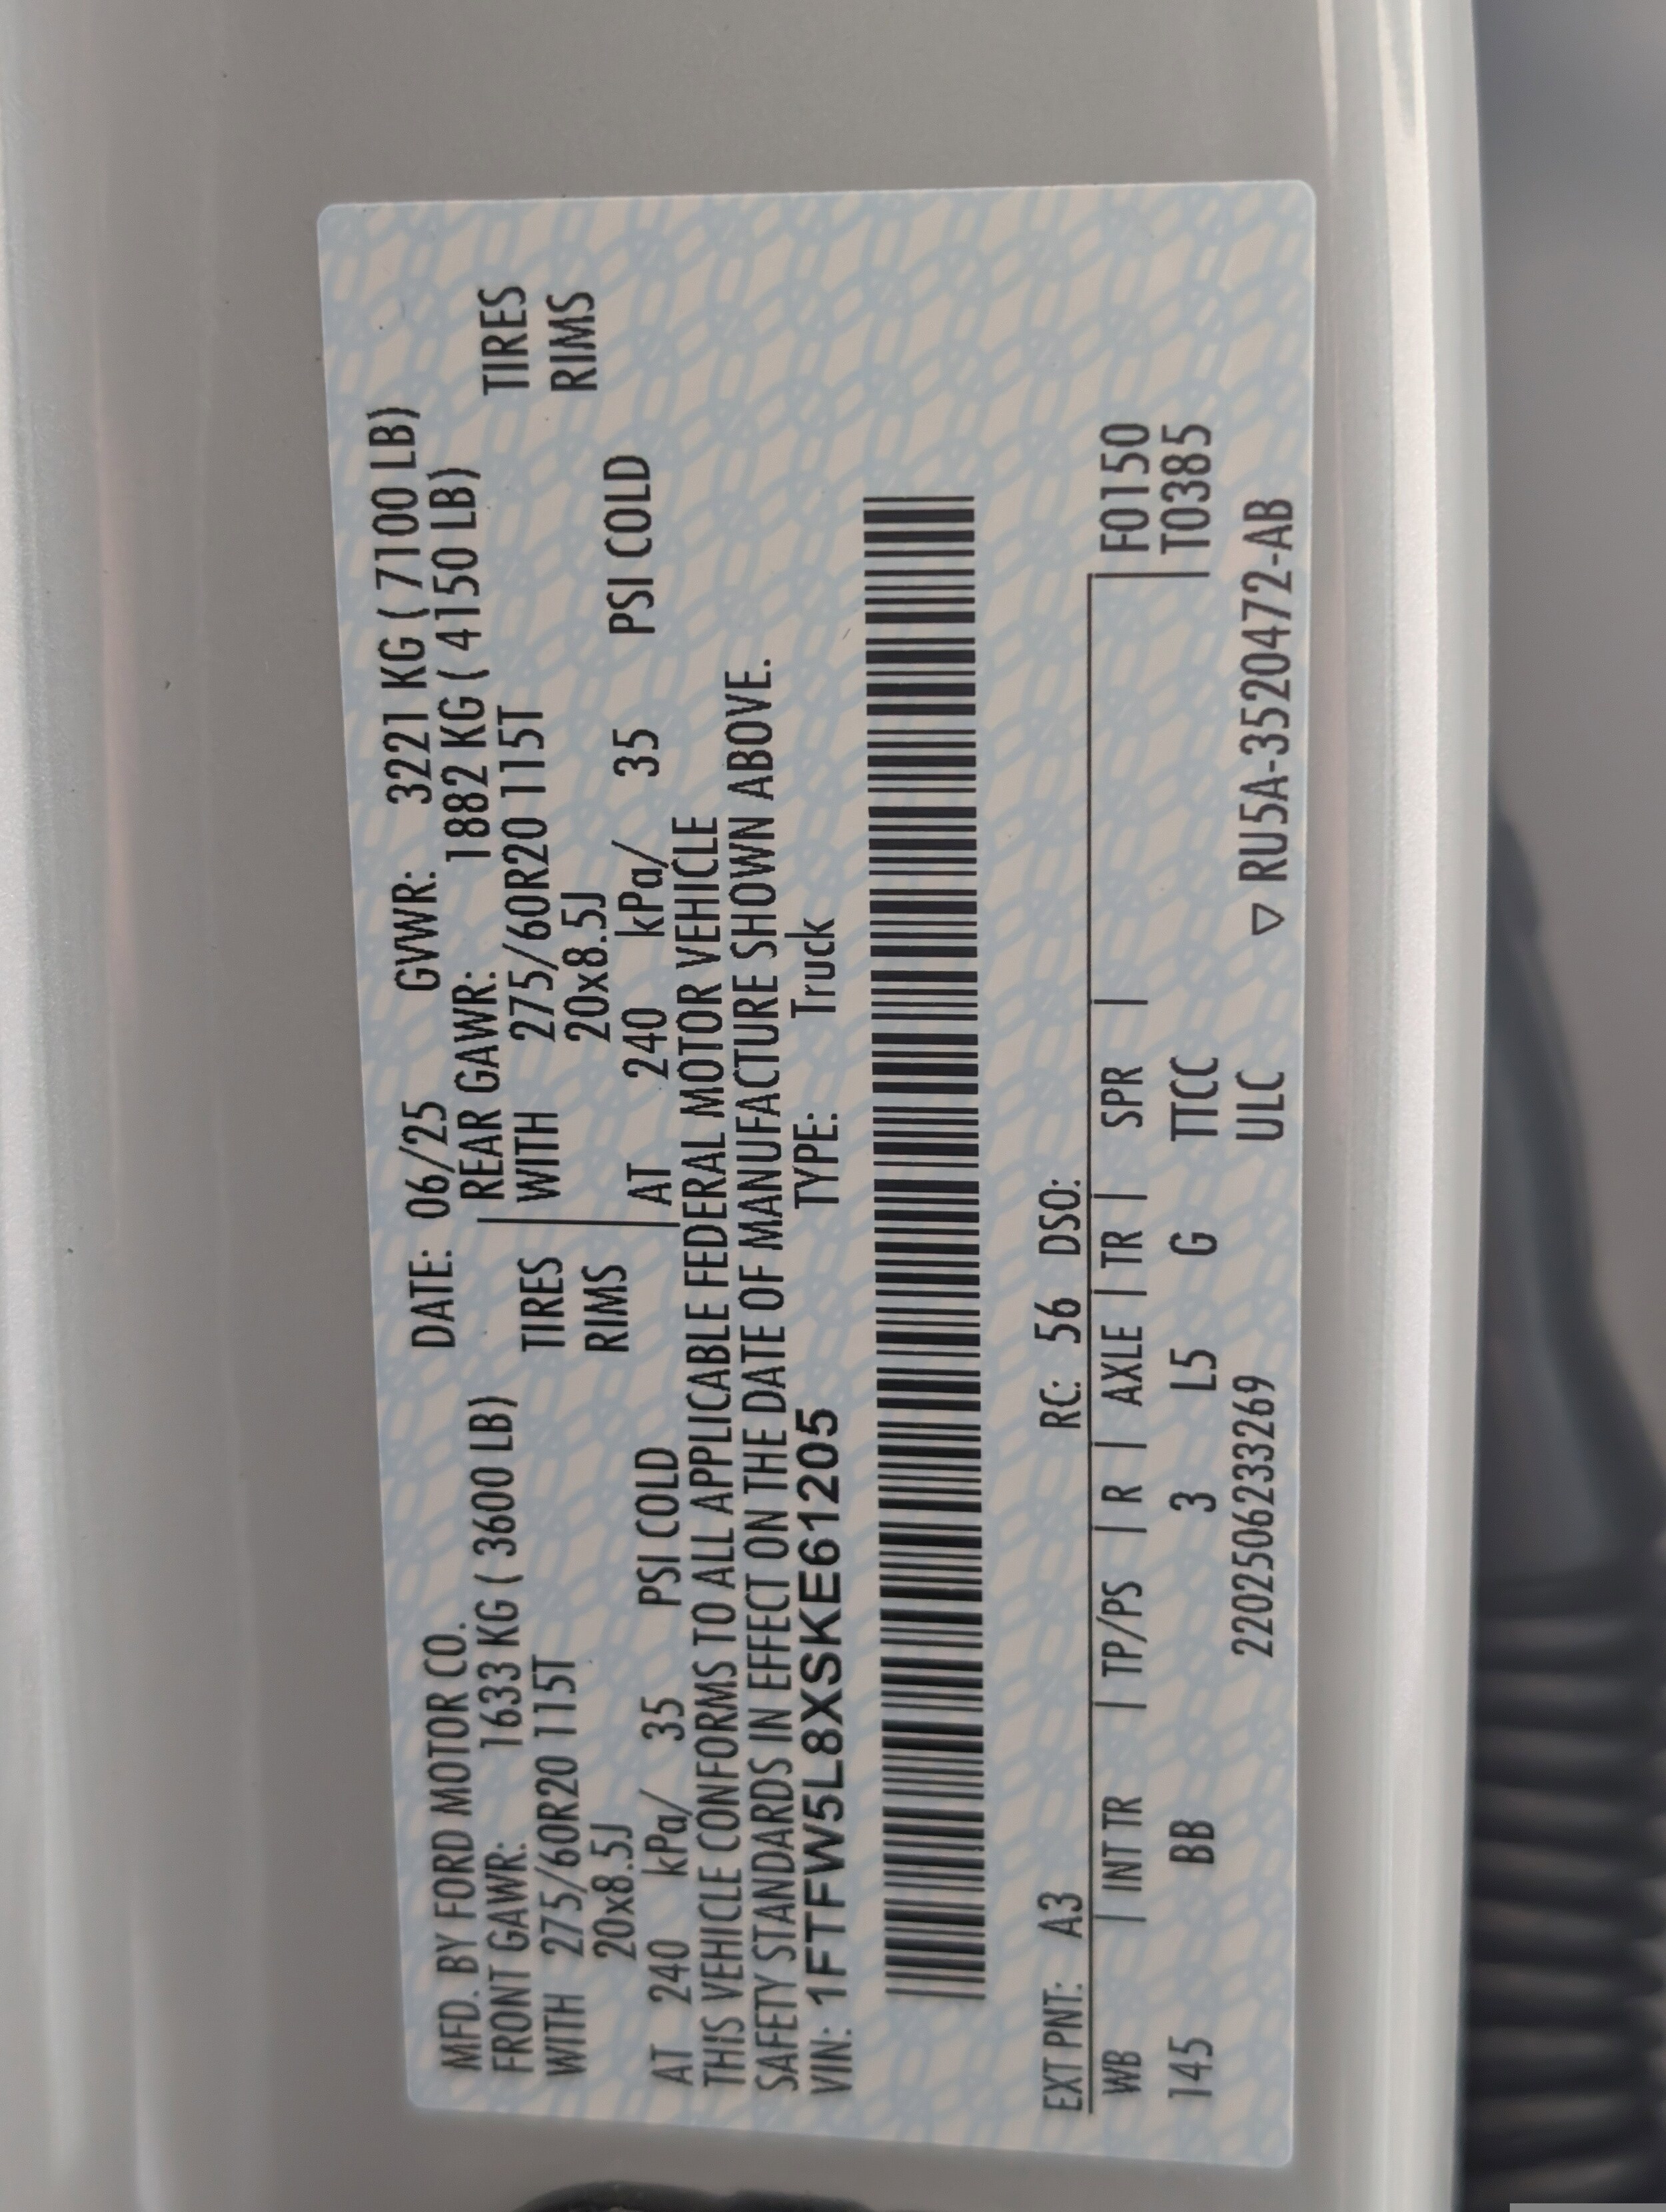 MFD. BY FORD MOTOR CO. DATE: 06/25 GVWR: 3221 KG ( 7100 LB)
FRONT GAWR: 1633 KG ( 3600 LB) REAR GAWR: 1882 KG ( 4150 LB)
WITH 275/60R20 115T TIRES WITH 275/60R20 115T TIRES
20x8.5J RIMS 20x8.5J RIMS
AT 240 kPa/ 35 PSI COLD AT 240 kPa/ 35 PSI COLD
THIS VEHICLE CONFORMS TO ALL APPLICABLE FEDERAL MOTOR VEHICLE
SAFETY STANDARDS IN EFFECT ON THE DATE OF MANUFACTURE SHOWN ABOVE.
VIN: 1FTFW5L8XSKE61205 TYPE: Truck
EXT PNT: A3 RC: 56 DSO:
WB | INT TR | TP/PS | R | AXLE | TR | SPR | F0150
145 BB 3 L5 G TTCC T0385
2202506233269 ULC ▽ RU5A-3520472-AB